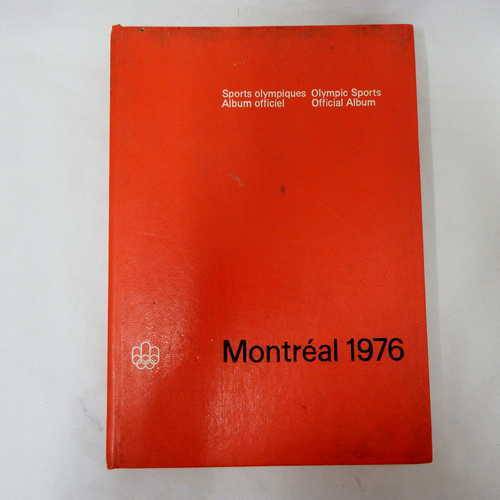 Sports olympiques Olympic Sports
Album officiel Official Album
Montréal 1976